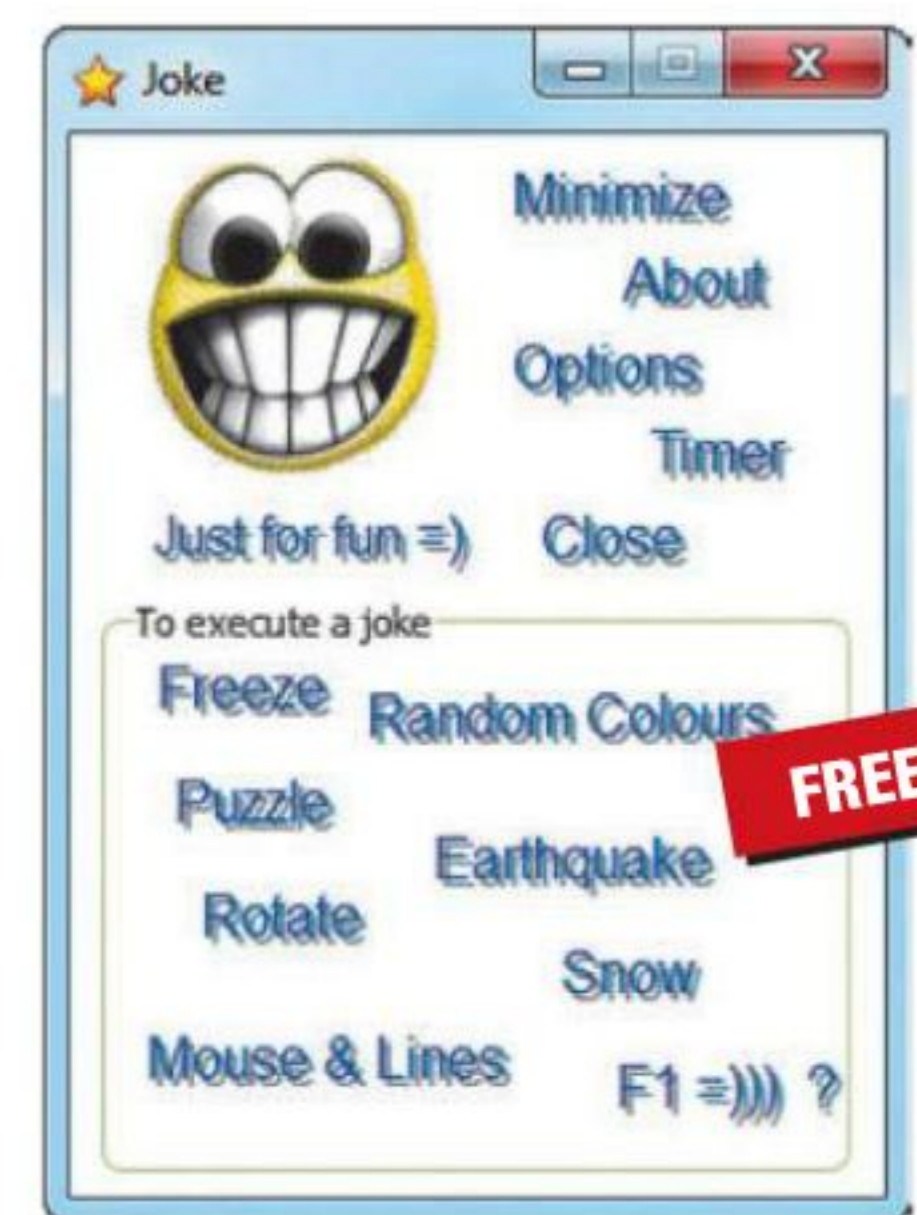 Joke
Minimize
About
Options
Timer
Just for fun =)
Close
To execute a joke
Freeze
Random Colours
Puzzle
Earthquake
Rotate
Snow
Mouse & Lines
F1 =))) ?
FREE